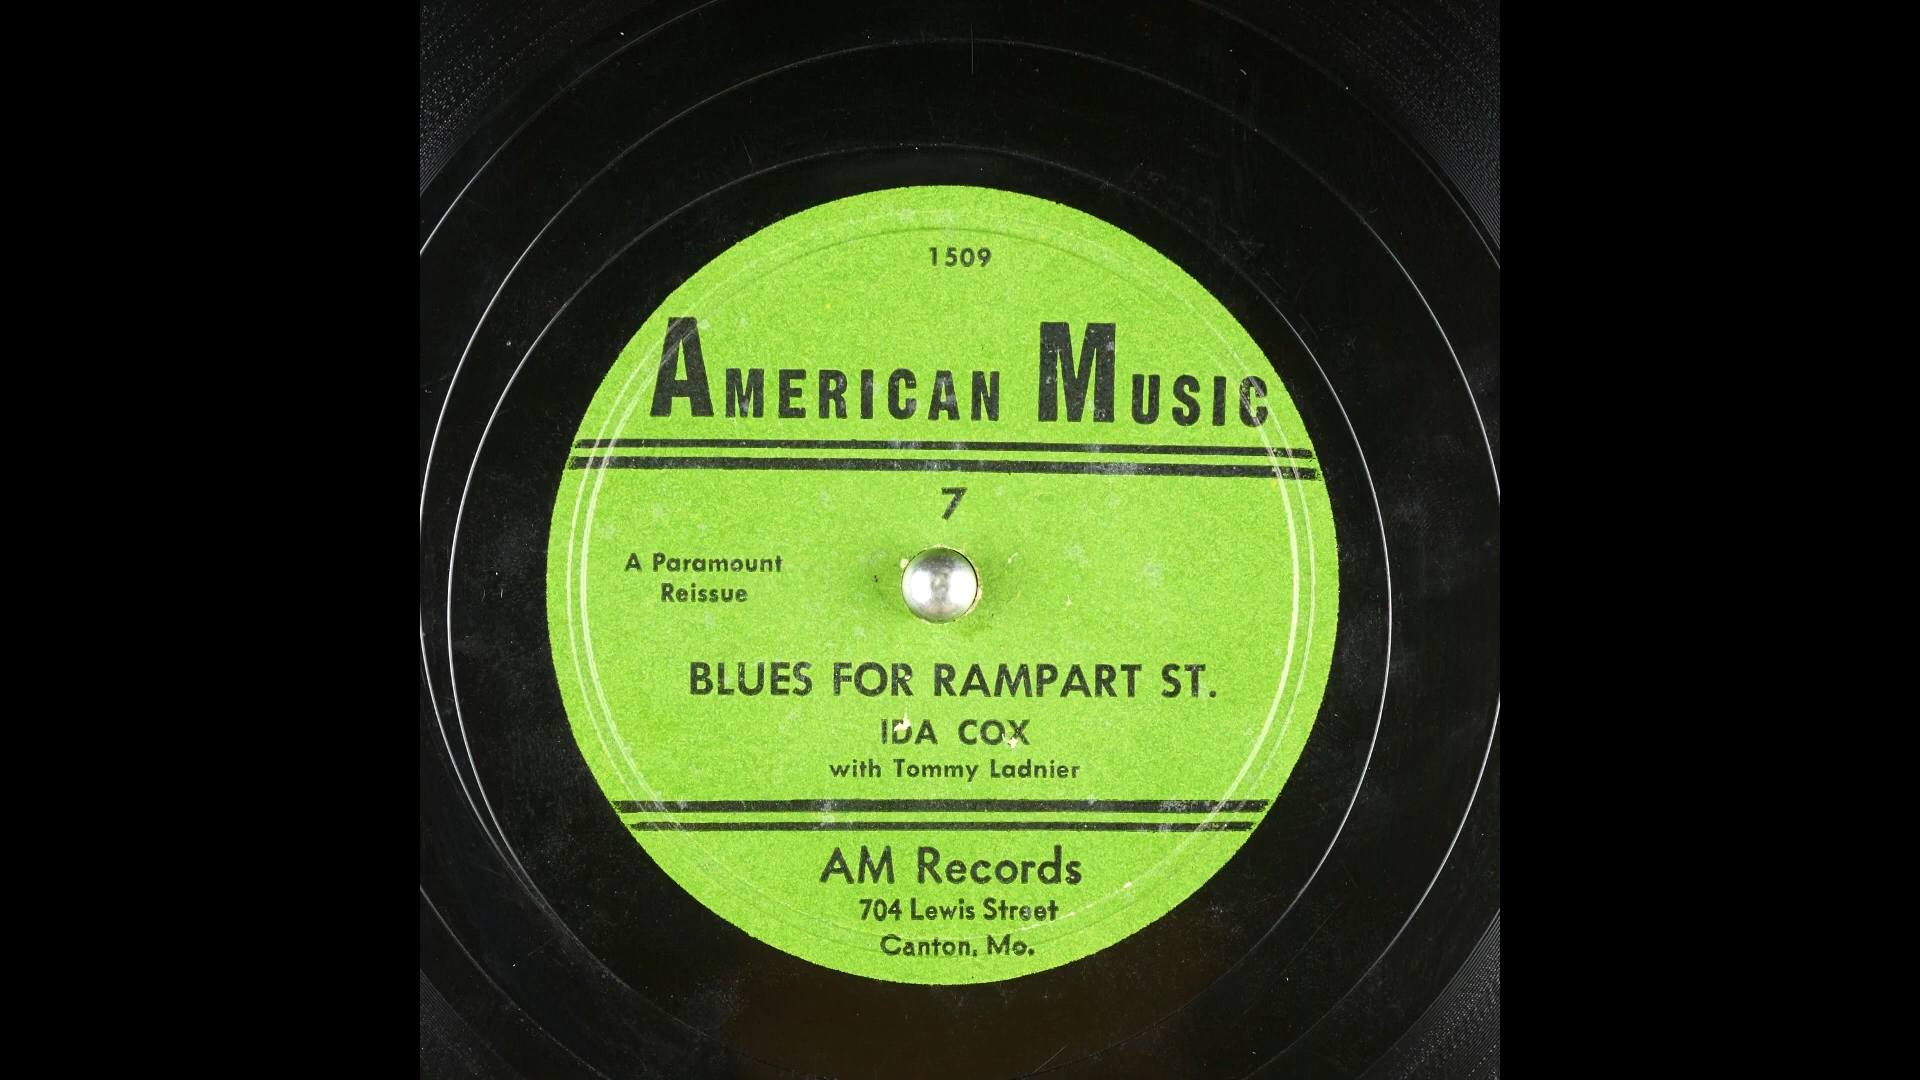 1509
AMERICAN MUSIC
7
A Paramount
Reissue
BLUES FOR RAMPART ST.
IDA COX
with Tommy Ladnier
AM Records
704 Lewis Street
Canton, Mo.